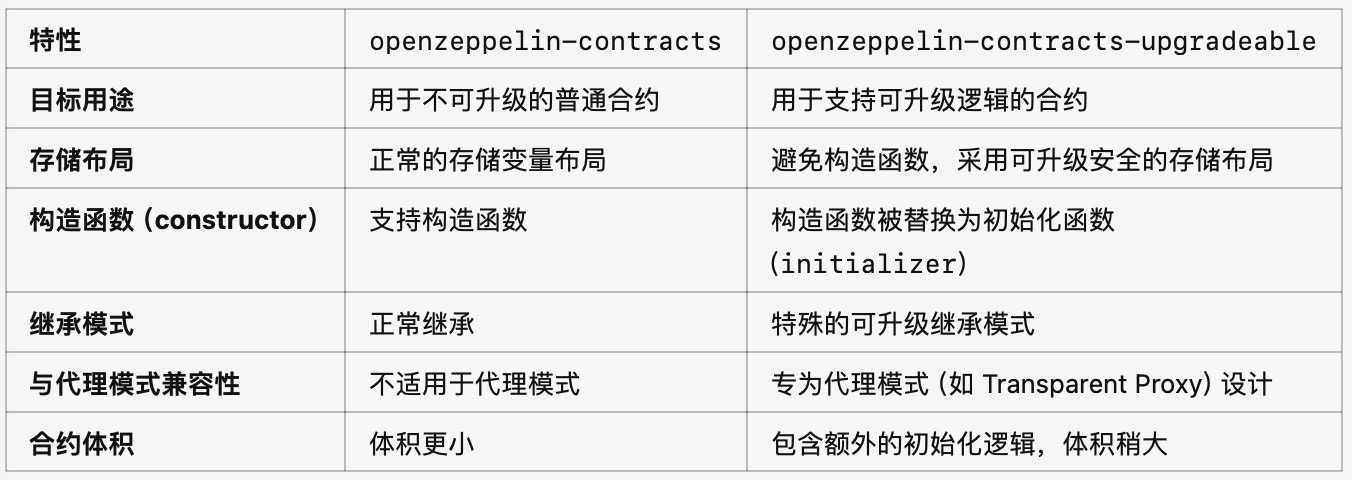 特性 openzeppelin-contracts openzeppelin-contracts-upgradeable
目标用途 用于不可升级的普通合约 用于支持可升级逻辑的合约
存储布局 正常的存储变量布局 避免构造函数，采用可升级安全的存储布局
构造函数（constructor） 支持构造函数 构造函数被替换为初始化函数
(initializer)
继承模式 正常继承 特殊的可升级继承模式
与代理模式兼容性 不适用于代理模式 专为代理模式（如 Transparent Proxy）设计
合约体积 体积更小 包含额外的初始化逻辑，体积稍大